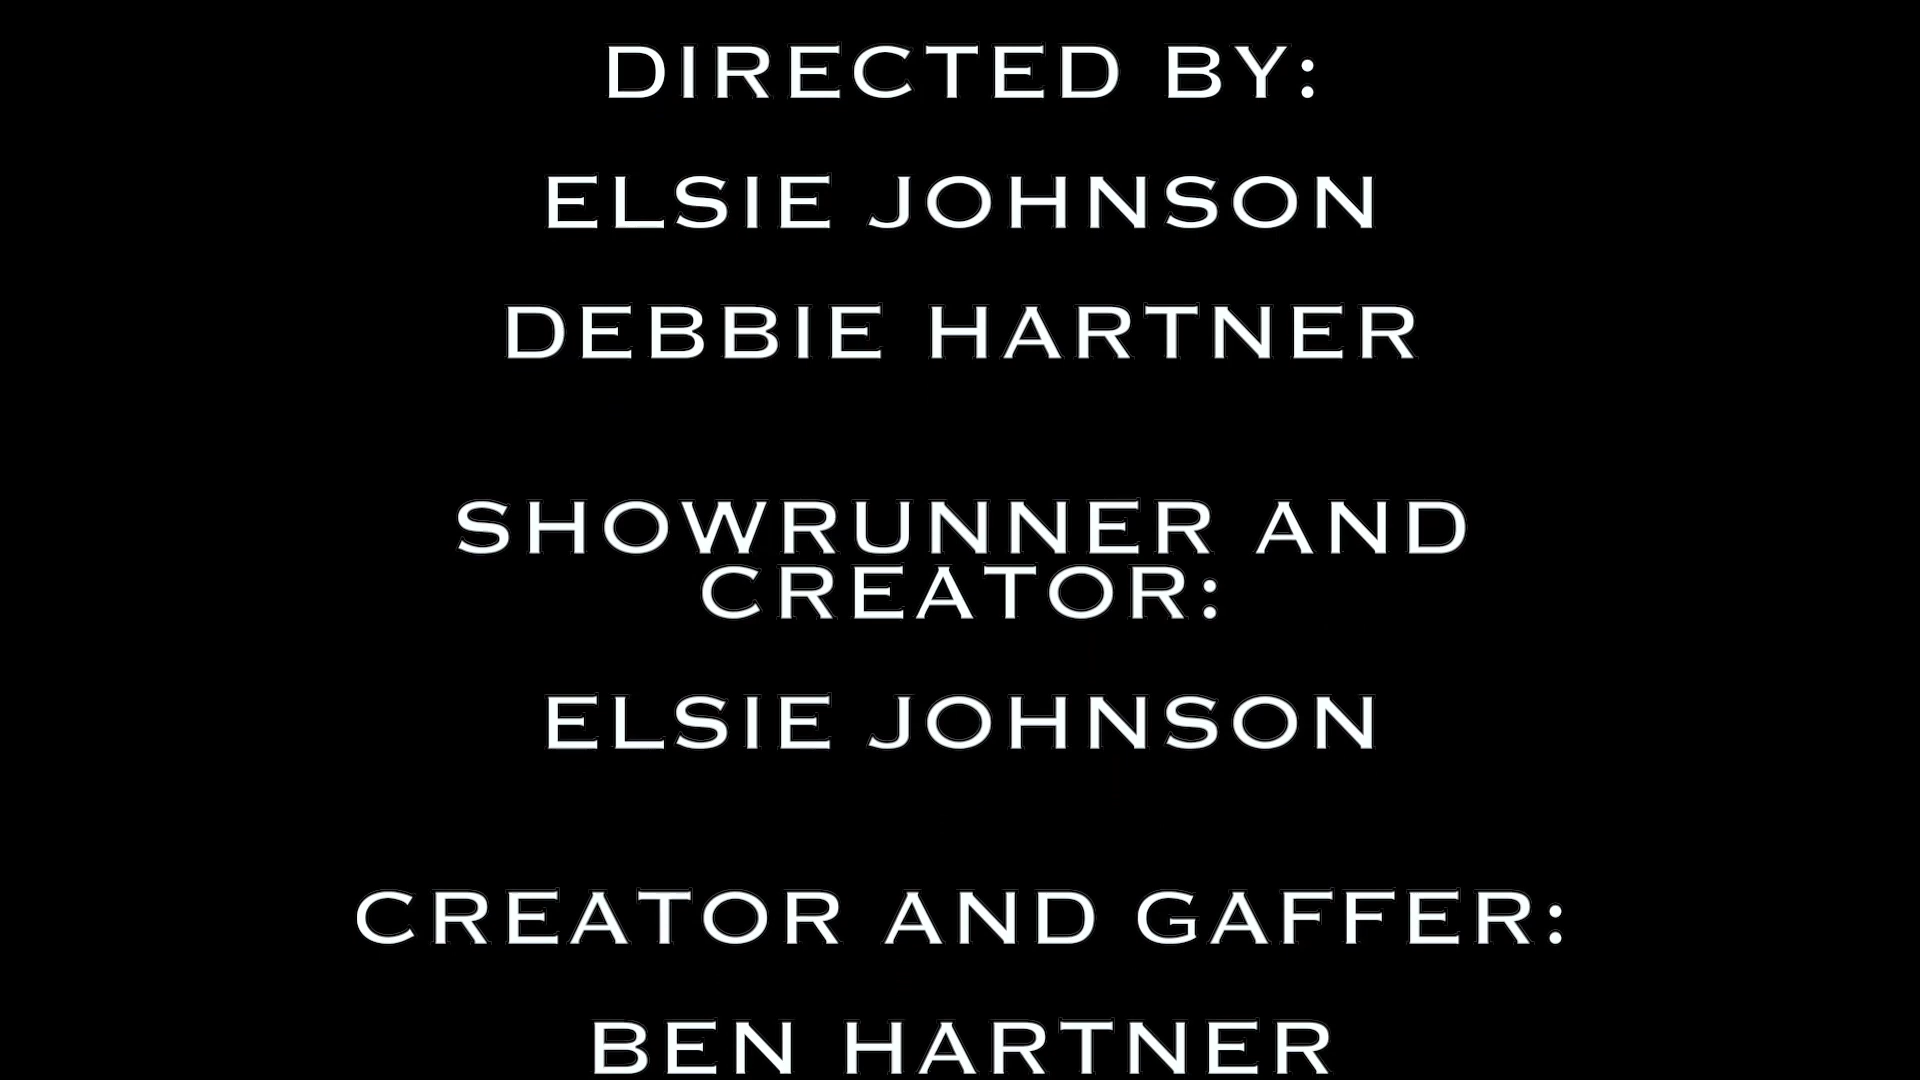 DIRECTED BY:
ELSIE JOHNSON
DEBBIE HARTNER
SHOWRUNNER AND
CREATOR:
ELSIE JOHNSON
CREATOR AND GAFFER:
BEN HARTNER